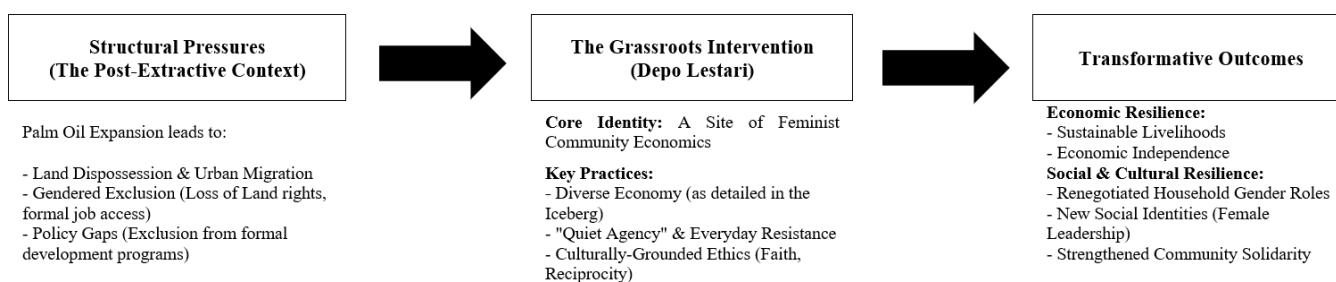 Structural Pressures
(The Post-Extractive Context)
Palm Oil Expansion leads to:
- Land Dispossession & Urban Migration
- Gendered Exclusion (Loss of Land rights,
formal job access)
- Policy Gaps (Exclusion from formal
development programs)
The Grassroots Intervention
(Depo Lestari)
Core Identity: A Site of Feminist
Community Economics
Key Practices:
- Diverse Economy (as detailed in the
Iceberg)
- "Quiet Agency" & Everyday Resistance
- Culturally-Grounded Ethics (Faith,
Reciprocity)
Transformative Outcomes
Economic Resilience:
- Sustainable Livelihoods
- Economic Independence
Social & Cultural Resilience:
- Renegotiated Household Gender Roles
- New Social Identities (Female
Leadership)
- Strengthened Community Solidarity